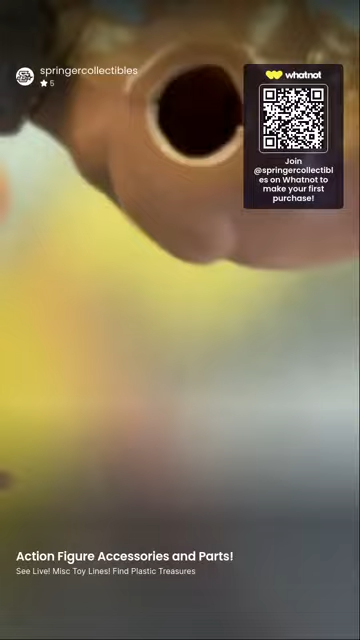 springercollectibles
★ 5
whatnot
Join
@springercollectibl
es on Whatnot to
make your first
purchase!
Action Figure Accessories and Parts!
See Live! Misc Toy Lines! Find Plastic Treasures